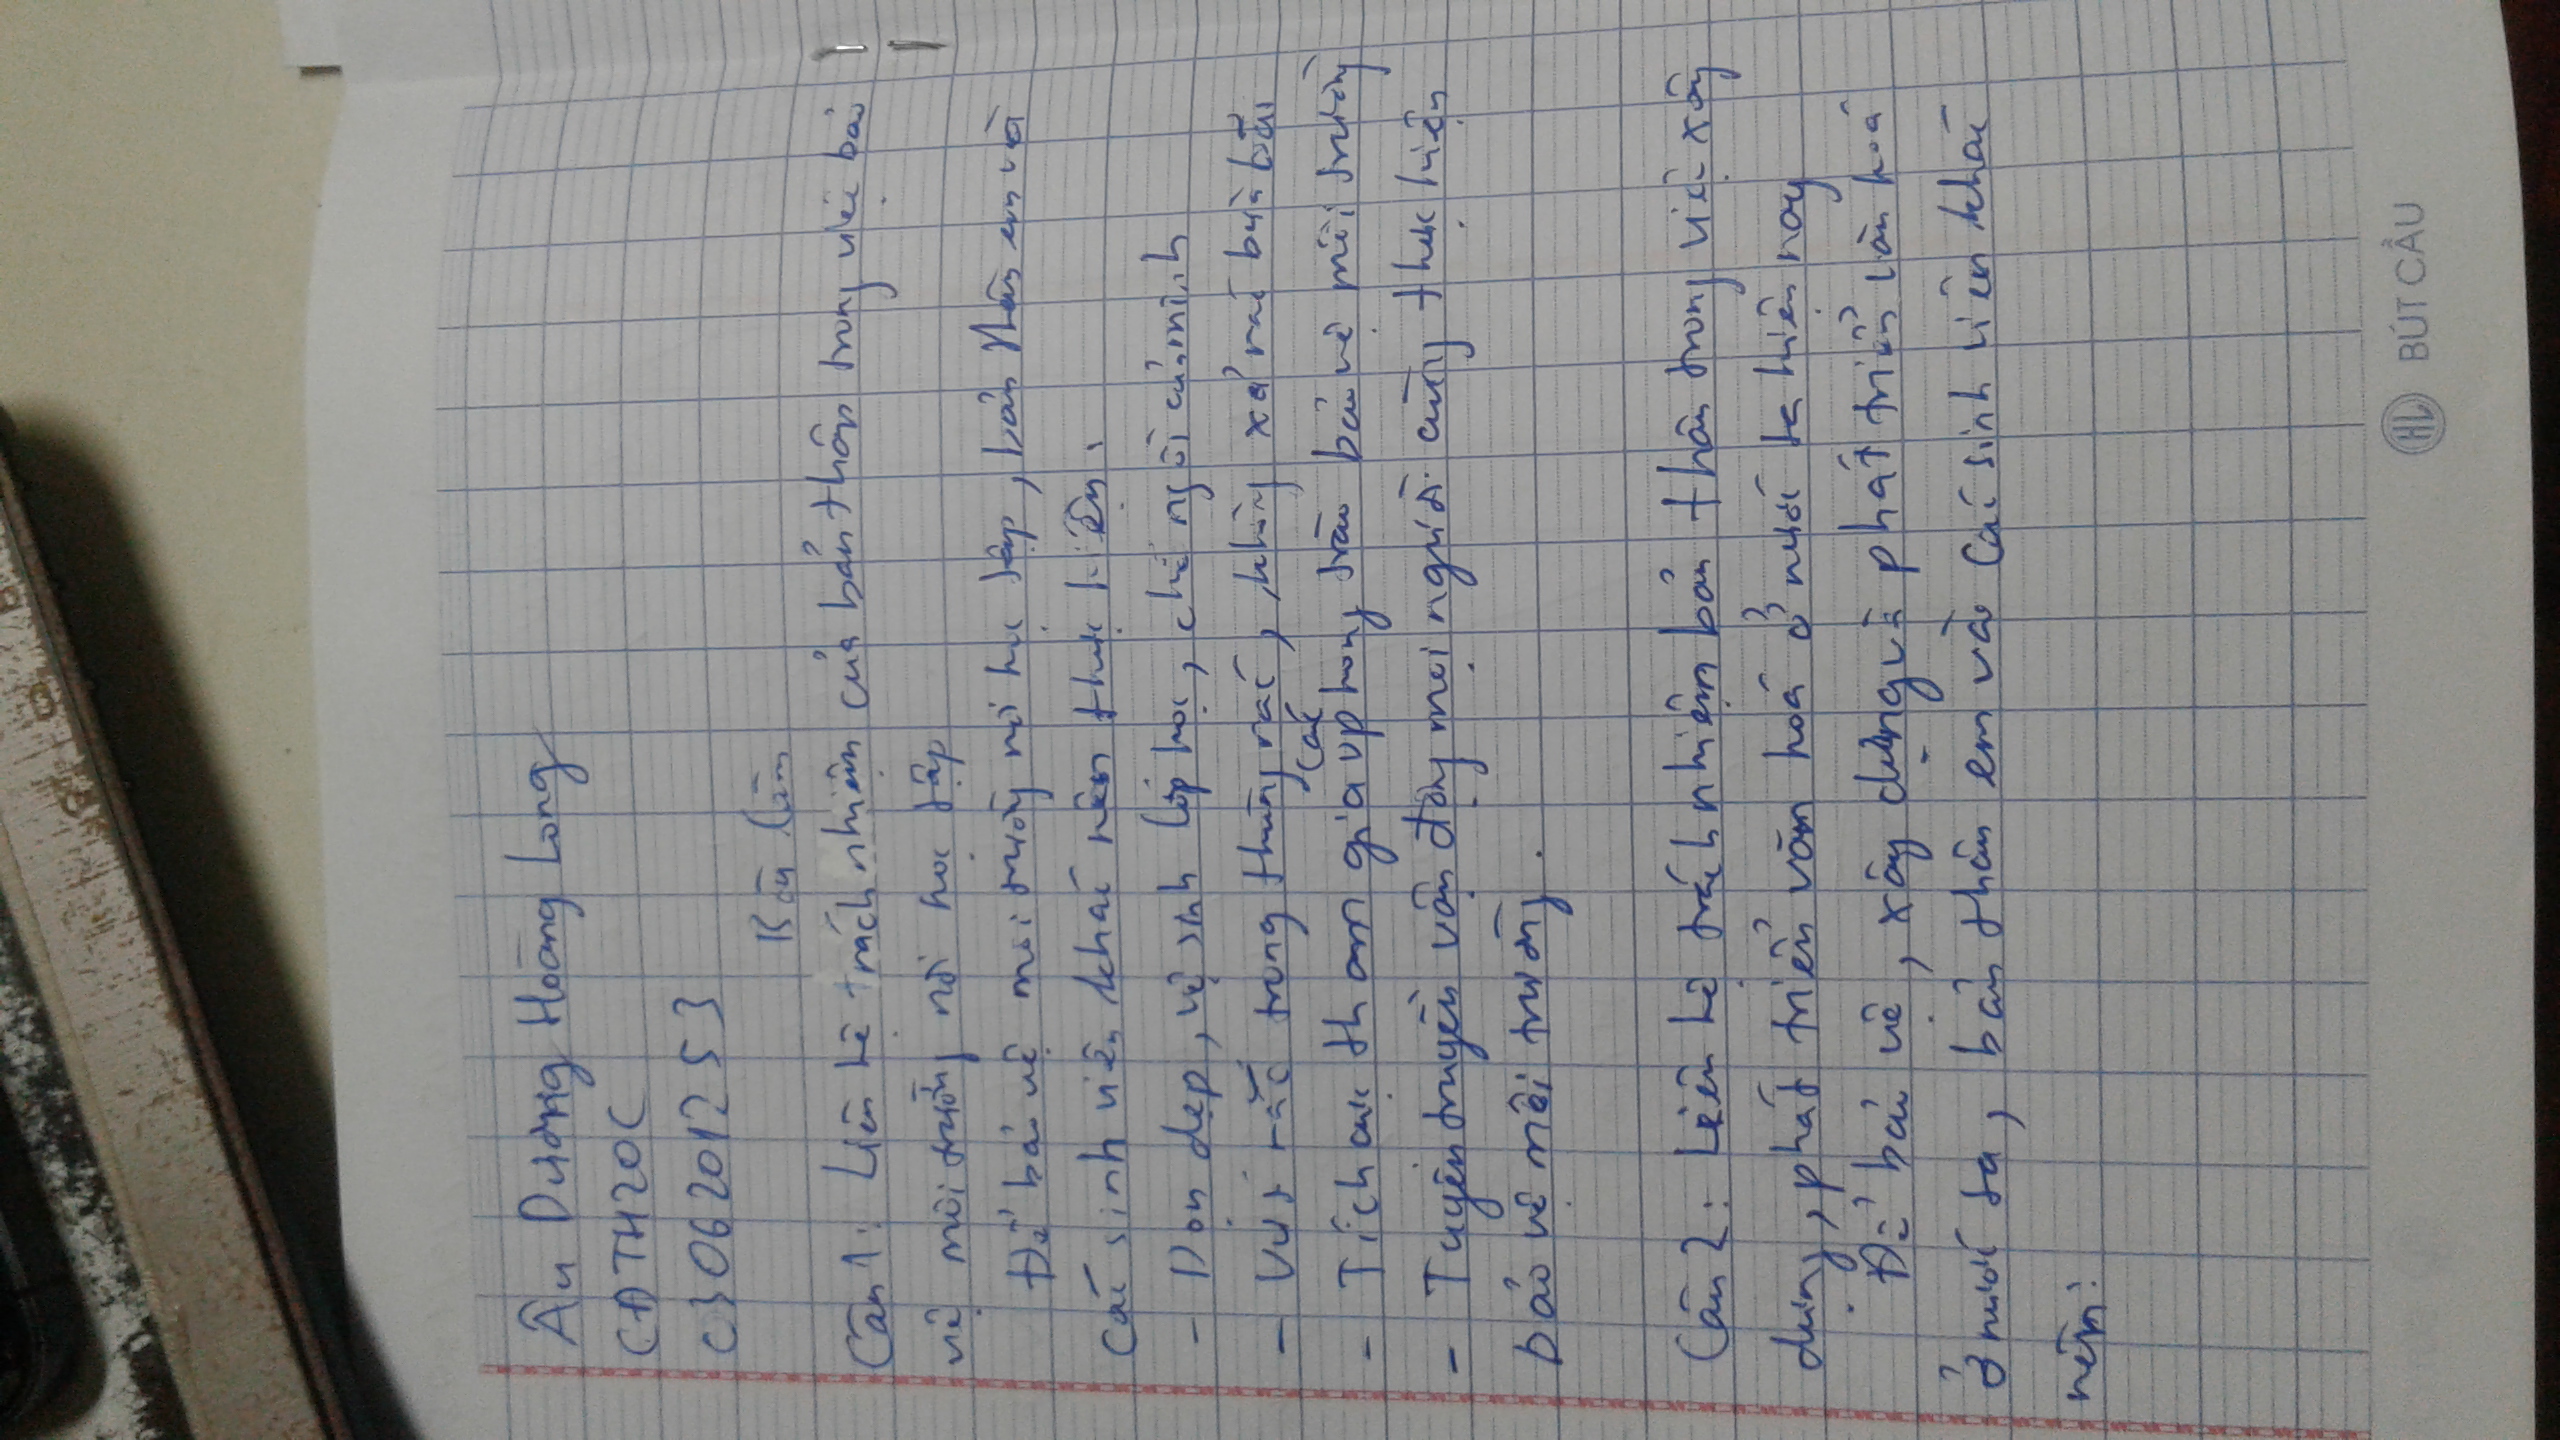 Âu Dương Hoàng Long
CĐTH20C
0306201253
Bài làm
Câu 1: Liên hệ trách nhiệm của bản thân trong việc bảo
vệ môi trường nơi học tập
Để bảo vệ môi trường nơi học tập, bản thân em và
các sinh viên khác nên thực hiện.
- Dọn dẹp, vệ sinh lớp học, chỗ ngồi của mình
- Vứt rắc trong thùng rác, không xả rác bừa bãi
các
- Tích cực tham gia phong trào bảo vệ môi trường
- Tuyên truyền vận động mọi người cùng thực hiện
bảo vệ môi trường.
Câu 2: Liên hệ trách nhiệm bản thân trong việc xây
dựng, phát triển văn hoá ở nước ta hiện nay
Để bảo vệ, xây dựng và phát triển văn hoá
ở nước ta, bản thân em và các sinh viên khác
nên:
HL BÚT CẦU